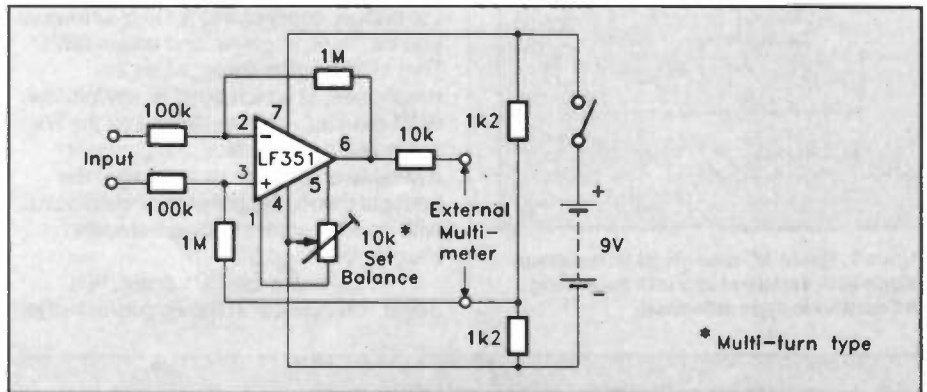 1M
100k
7
2
−
LF351
6
10k
1k2
Input
3
+
5
100k
1
4
1M
10k *
Set
Balance
External
Multi-
meter
+
9V
−
1k2
* Multi-turn type